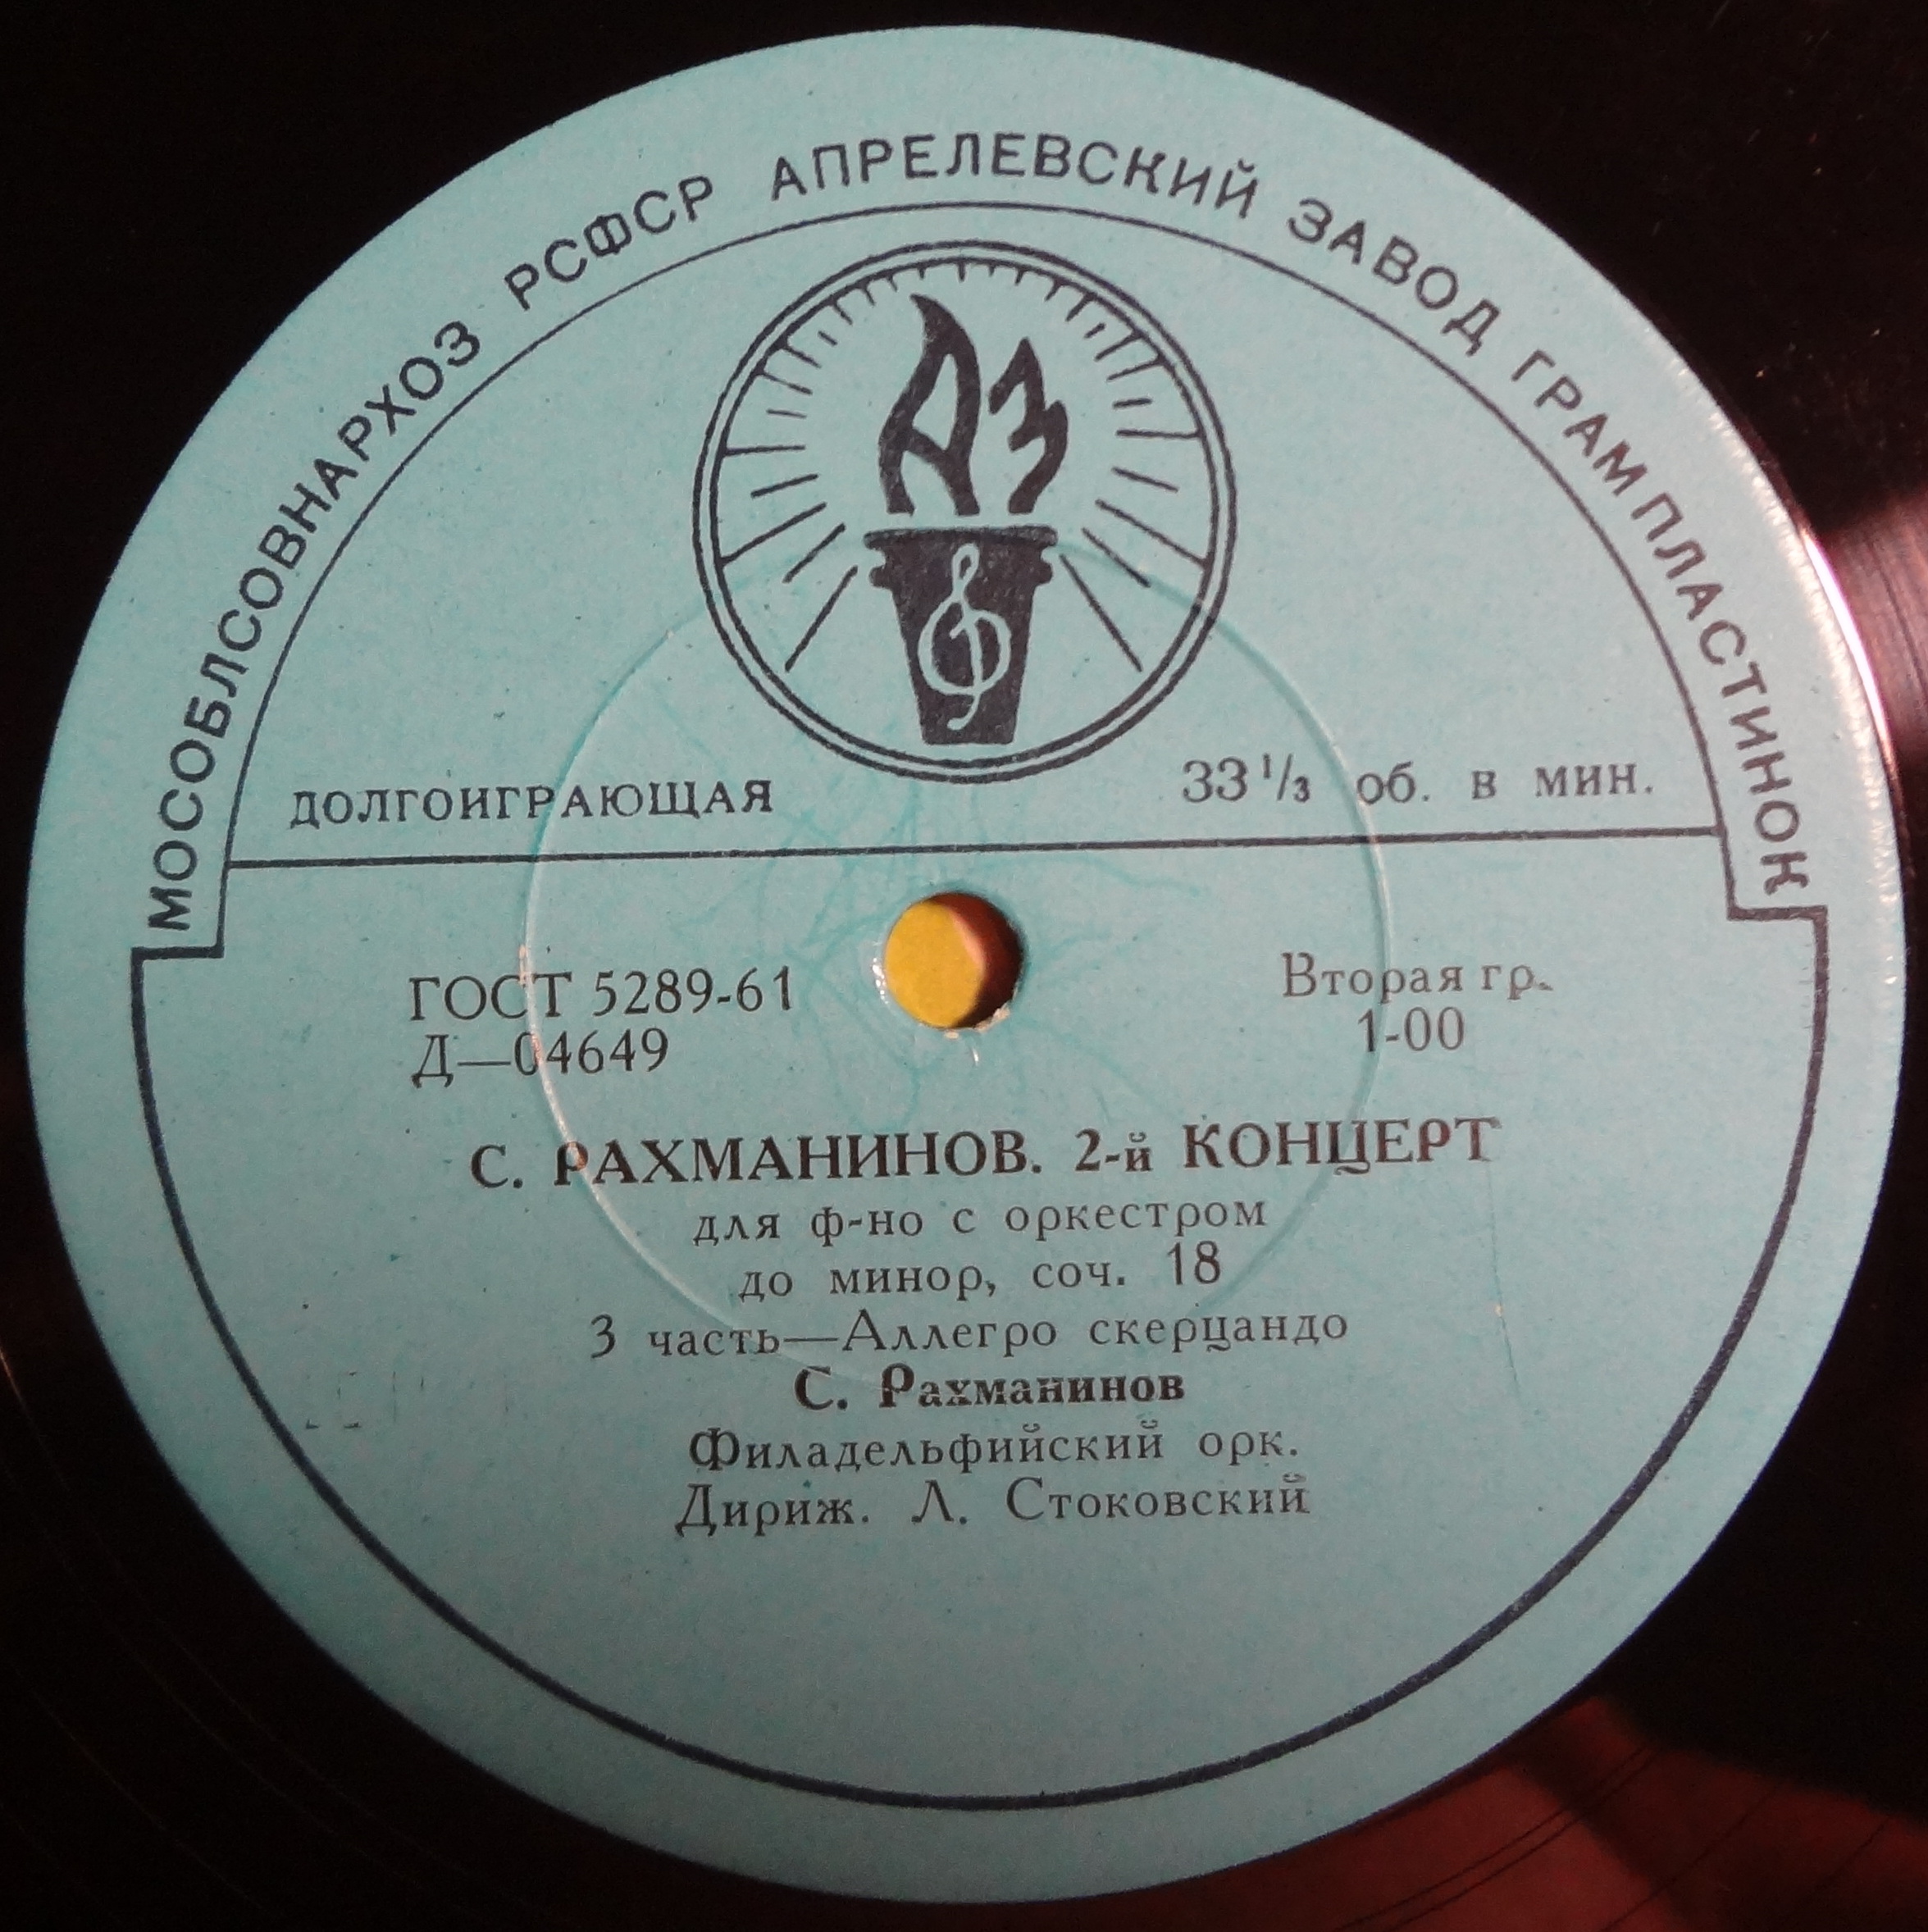 МОСОБЛСОВНАРХОЗ РСФСР АПРЕЛЕВСКИЙ ЗАВОД ГРАМПЛАСТИНОК
АЗ
ДОЛГОИГРАЮЩАЯ 33 1/3 об. в мин.
ГОСТ 5289-61 Вторая гр.
Д—04649 1-00
С. РАХМАНИНОВ. 2-й КОНЦЕРТ
для ф-но с оркестром
до минор, соч. 18
3 часть—Аллегро скерцандо
С. Рахманинов
Филадельфийский орк.
Дириж. Л. Стоковский